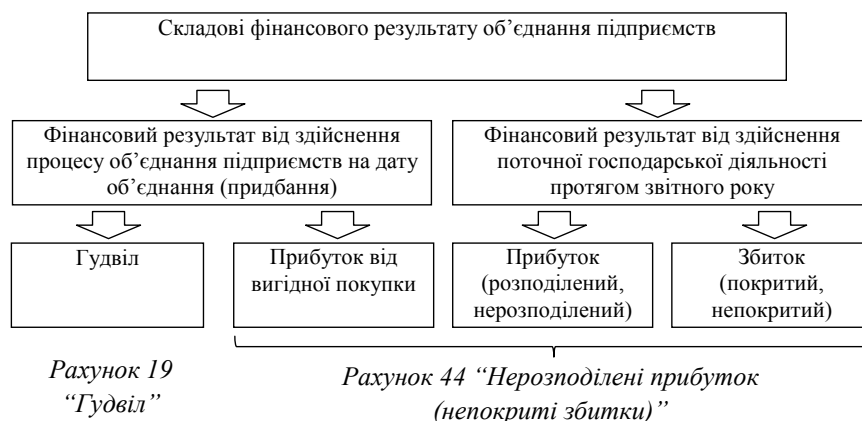 Складові фінансового результату об’єднання підприємств
Фінансовий результат від здійснення
процесу об’єднання підприємств на дату
об’єднання (придбання)
Фінансовий результат від здійснення
поточної господарської діяльності
протягом звітного року
Гудвіл
Прибуток від
вигідної покупки
Прибуток
(розподілений,
нерозподілений)
Збиток
(покритий,
непокритий)
Рахунок 19
“Гудвіл”
Рахунок 44 “Нерозподілені прибуток
(непокриті збитки)”